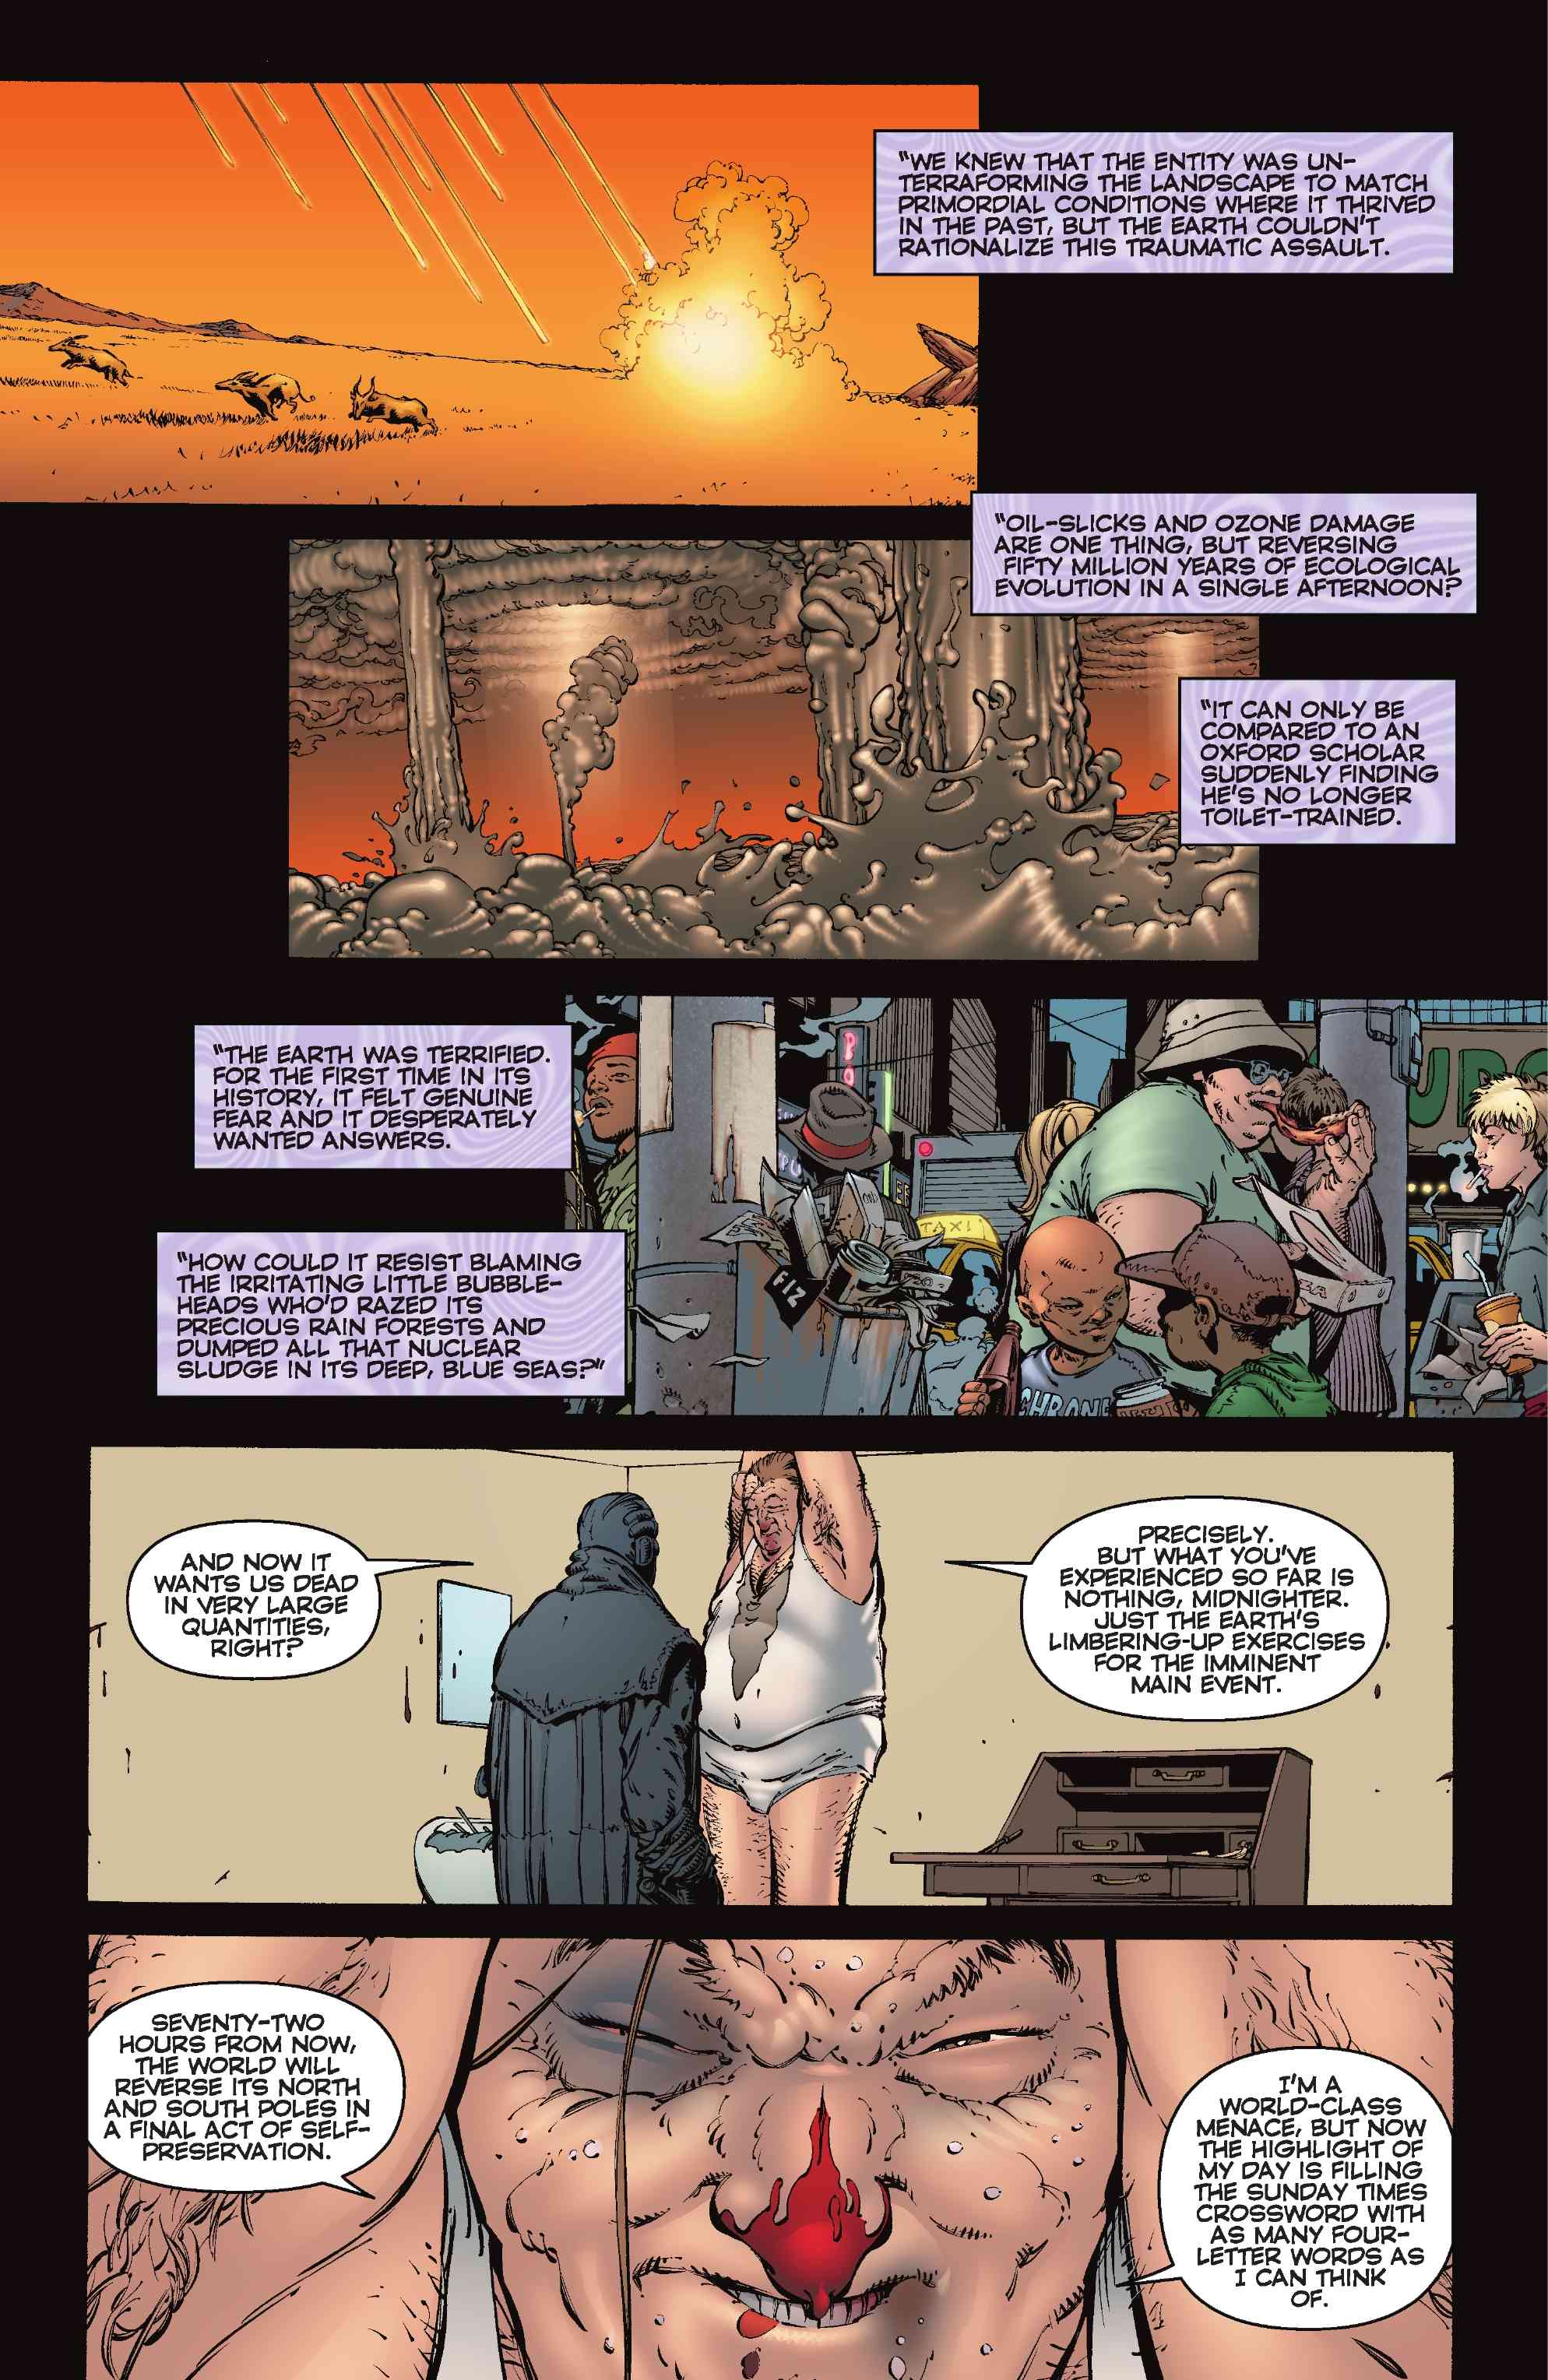 "WE KNEW THAT THE ENTITY WAS UN-
TERRAFORMING THE LANDSCAPE TO MATCH
PRIMORDIAL CONDITIONS WHERE IT THRIVED
IN THE PAST, BUT THE EARTH COULDN'T
RATIONALIZE THIS TRAUMATIC ASSAULT.
"OIL-SLICKS AND OZONE DAMAGE
ARE ONE THING, BUT REVERSING
FIFTY MILLION YEARS OF ECOLOGICAL
EVOLUTION IN A SINGLE AFTERNOON?
"IT CAN ONLY BE
COMPARED TO AN
OXFORD SCHOLAR
SUDDENLY FINDING
HE'S NO LONGER
TOILET-TRAINED.
"THE EARTH WAS TERRIFIED.
FOR THE FIRST TIME IN ITS
HISTORY, IT FELT GENUINE
FEAR AND IT DESPERATELY
WANTED ANSWERS.
"HOW COULD IT RESIST BLAMING
THE IRRITATING LITTLE BUBBLE-
HEADS WHO'D RAZED ITS
PRECIOUS RAIN FORESTS AND
DUMPED ALL THAT NUCLEAR
SLUDGE IN ITS DEEP, BLUE SEAS?"
PO
PU
TAXI
FIZ
ZA
CHRONE
AND NOW IT
WANTS US DEAD
IN VERY LARGE
QUANTITIES,
RIGHT?
PRECISELY.
BUT WHAT YOU'VE
EXPERIENCED SO FAR IS
NOTHING, MIDNIGHTER.
JUST THE EARTH'S
LIMBERING-UP EXERCISES
FOR THE IMMINENT
MAIN EVENT.
SEVENTY-TWO
HOURS FROM NOW,
THE WORLD WILL
REVERSE ITS NORTH
AND SOUTH POLES IN
A FINAL ACT OF SELF-
PRESERVATION.
I'M A
WORLD-CLASS
MENACE, BUT NOW
THE HIGHLIGHT OF
MY DAY IS FILLING
THE SUNDAY TIMES
CROSSWORD WITH
AS MANY FOUR-
LETTER WORDS AS
I CAN THINK
OF.